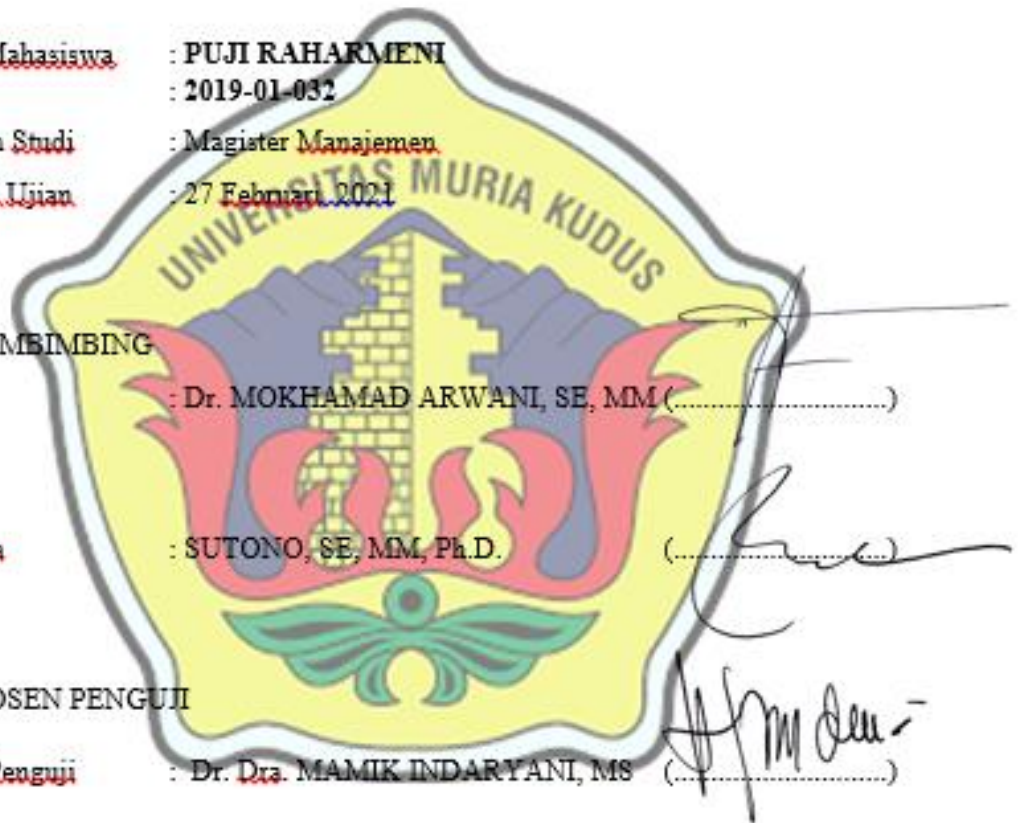 Mahasiswa : PUJI RAHARMENI
: 2019-01-032
Studi : Magister Manajemen
Ujian : 27 Februari 2021
UNIVERSITAS MURIA KUDUS
MBIMBING
: Dr. MOKHAMAD ARWANI, SE, MM (..............................)
: SUTONO, SE, MM, Ph.D. (..............................)
OSEN PENGUJI
Penguji : Dr. Dra. MAMIK INDARYANI, MS (..............................)